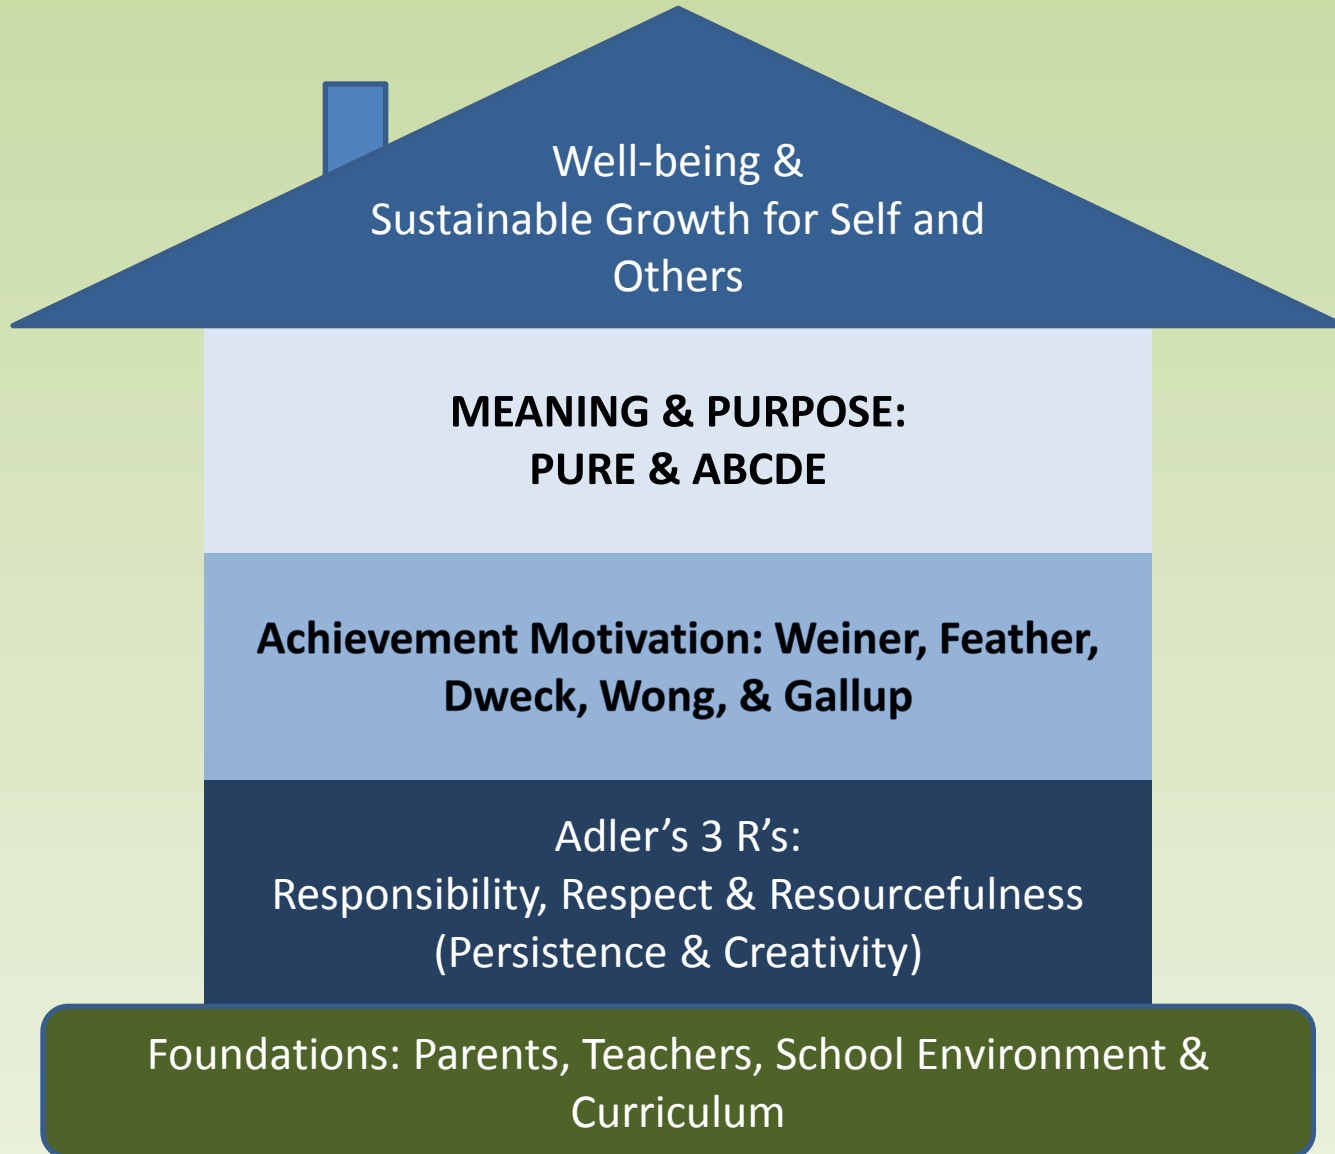 Well-being &
Sustainable Growth for Self and
Others
MEANING & PURPOSE:
PURE & ABCDE
Achievement Motivation: Weiner, Feather,
Dweck, Wong, & Gallup
Adler’s 3 R’s:
Responsibility, Respect & Resourcefulness
(Persistence & Creativity)
Foundations: Parents, Teachers, School Environment &
Curriculum